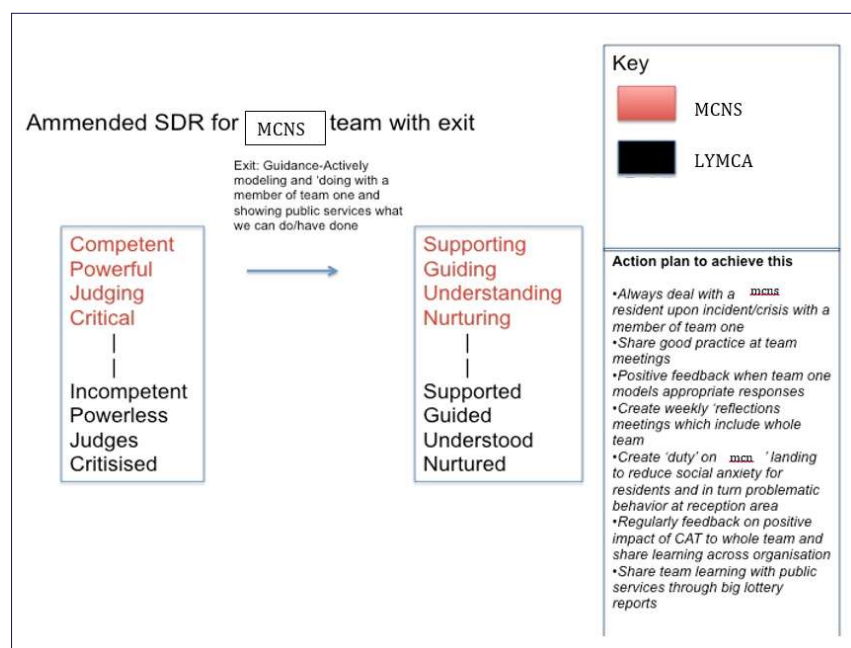 Ammended SDR for MCNS team with exit
Exit: Guidance-Actively
modeling and ‘doing with a
member of team one and
showing public services what
we can do/have done
Competent
Powerful
Judging
Critical
|
|
Incompetent
Powerless
Judges
Critisised
Supporting
Guiding
Understanding
Nurturing
|
|
Supported
Guided
Understood
Nurtured
Key
MCNS
LYMCA
Action plan to achieve this
•Always deal with a mcns
resident upon incident/crisis with a
member of team one
•Share good practice at team
meetings
•Positive feedback when team one
models appropriate responses
•Create weekly ‘reflections
meetings which include whole
team
•Create ‘duty’ on mcn ’ landing
to reduce social anxiety for
residents and in turn problematic
behavior at reception area
•Regularly feedback on positive
impact of CAT to whole team and
share learning across organisation
•Share team learning with public
services through big lottery
reports